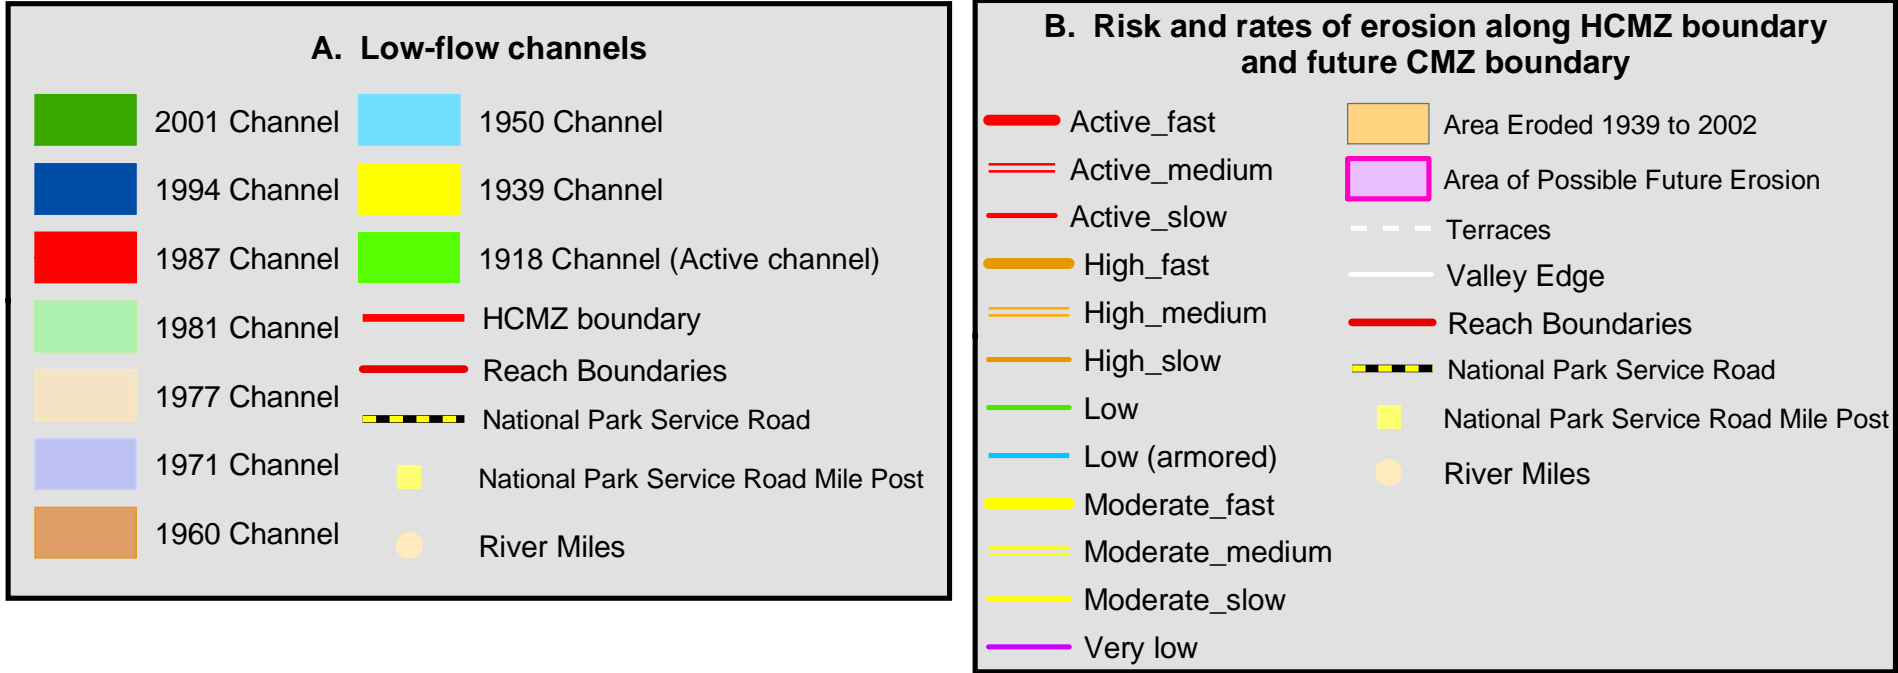 A. Low-flow channels
2001 Channel
1994 Channel
1987 Channel
1981 Channel
1977 Channel
1971 Channel
1960 Channel
1950 Channel
1939 Channel
1918 Channel (Active channel)
HCMZ boundary
Reach Boundaries
National Park Service Road
National Park Service Road Mile Post
River Miles
B. Risk and rates of erosion along HCMZ boundary
and future CMZ boundary
Active_fast
Active_medium
Active_slow
High_fast
High_medium
High_slow
Low
Low (armored)
Moderate_fast
Moderate_medium
Moderate_slow
Very low
Area Eroded 1939 to 2002
Area of Possible Future Erosion
Terraces
Valley Edge
Reach Boundaries
National Park Service Road
National Park Service Road Mile Post
River Miles